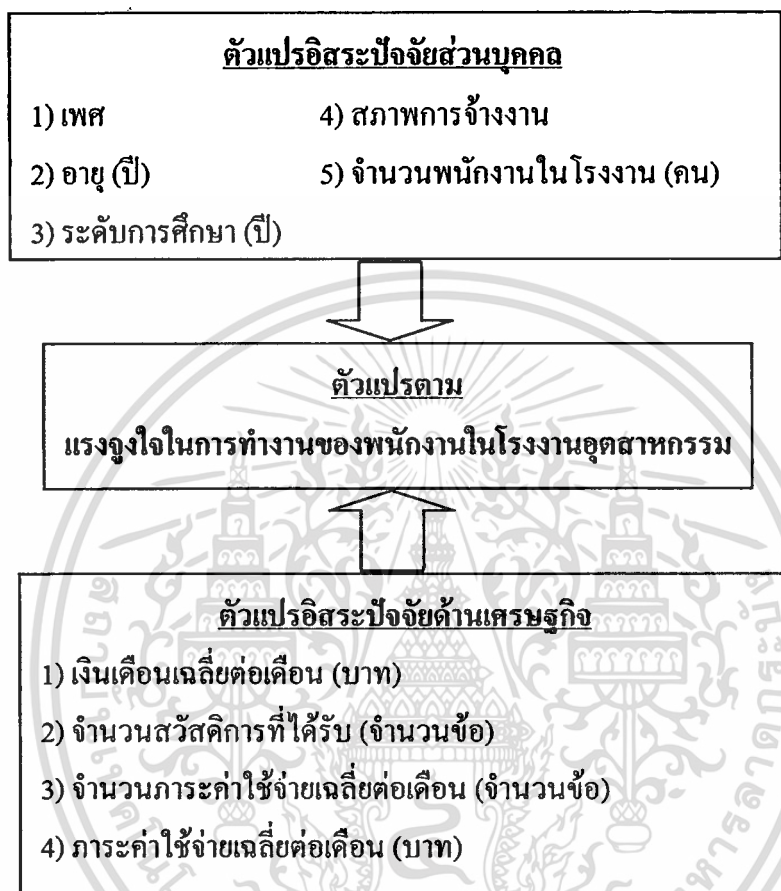 ตัวแปรอิสระปัจจัยส่วนบุคคล
1) เพศ 4) สภาพการจ้างงาน
2) อายุ (ปี) 5) จำนวนพนักงานในโรงงาน (คน)
3) ระดับการศึกษา (ปี)
ตัวแปรตาม
แรงจูงใจในการทำงานของพนักงานในโรงงานอุตสาหกรรม
ตัวแปรอิสระปัจจัยด้านเศรษฐกิจ
1) เงินเดือนเฉลี่ยต่อเดือน (บาท)
2) จำนวนสวัสดิการที่ได้รับ (จำนวนข้อ)
3) จำนวนภาระค่าใช้จ่ายเฉลี่ยต่อเดือน (จำนวนข้อ)
4) ภาระค่าใช้จ่ายเฉลี่ยต่อเดือน (บาท)